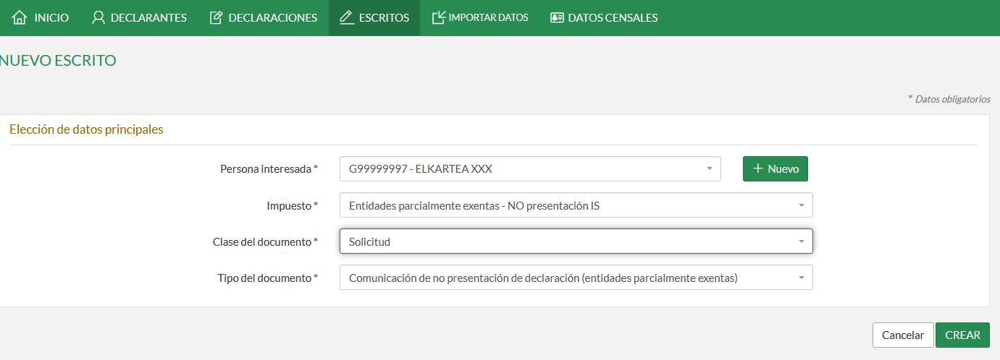 INICIO DECLARANTES DECLARACIONES ESCRITOS IMPORTAR DATOS DATOS CENSALES
NUEVO ESCRITO
* Datos obligatorios
Elección de datos principales
Persona interesada * G99999997 - ELKARTEA XXX + Nuevo
Impuesto * Entidades parcialmente exentas - NO presentación IS
Clase del documento * Solicitud
Tipo del documento * Comunicación de no presentación de declaración (entidades parcialmente exentas)
Cancelar CREAR